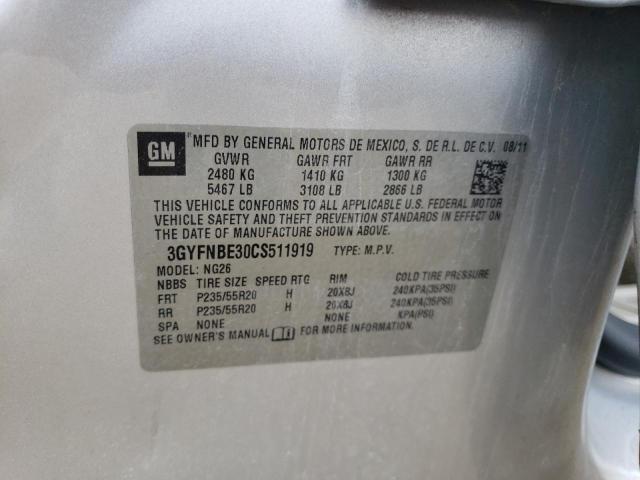 GM MFD BY GENERAL MOTORS DE MEXICO, S. DE R.L. DE C.V. 08/11
GVWR GAWR FRT GAWR RR
2480 KG 1410 KG 1300 KG
5467 LB 3108 LB 2866 LB
THIS VEHICLE CONFORMS TO ALL APPLICABLE U.S. FEDERAL MOTOR
VEHICLE SAFETY AND THEFT PREVENTION STANDARDS IN EFFECT ON
THE DATE OF MANUFACTURE SHOWN ABOVE.
3GYFNBE30CS511919 TYPE: M.P.V.
MODEL: NG26
NBBS TIRE SIZE SPEED RTG RIM COLD TIRE PRESSURE
FRT P235/55R20 H 20X8J 240KPA(35PSI)
RR P235/55R20 H 20X8J 240KPA(35PSI)
SPA NONE NONE KPA(PSI)
SEE OWNER'S MANUAL FOR MORE INFORMATION.